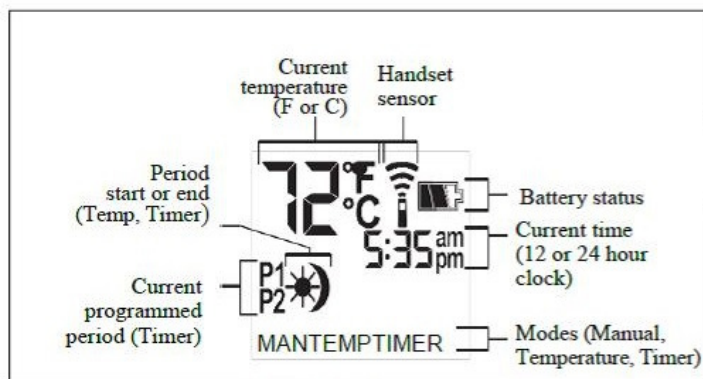 Current
temperature
(F or C)
Handset
sensor
72 °F
°C
Period
start or end
(Temp, Timer)
Battery status
5:35 am
pm
Current time
(12 or 24 hour
clock)
P1
P2
Current
programmed
period (Timer)
MANTEMPTIMER
Modes (Manual,
Temperature, Timer)